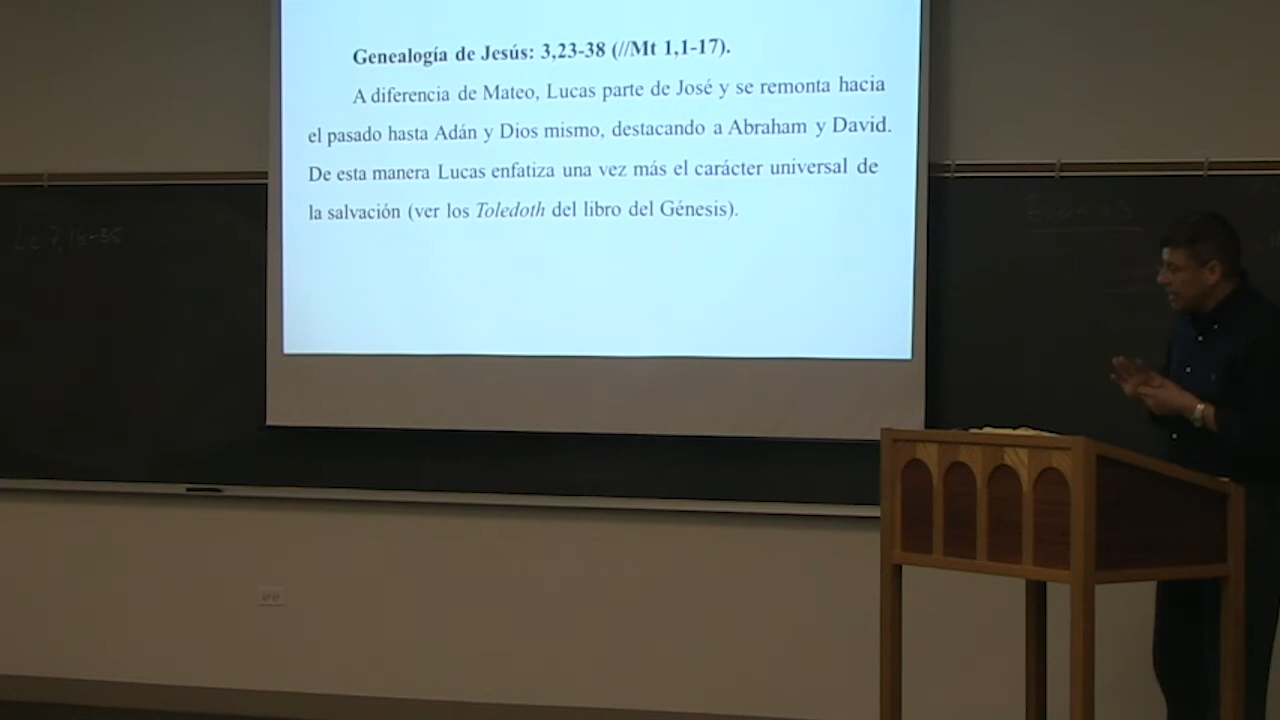 Genealogía de Jesús: 3,23-38 (//Mt 1,1-17).
A diferencia de Mateo, Lucas parte de José y se remonta hacia
el pasado hasta Adán y Dios mismo, destacando a Abraham y David.
De esta manera Lucas enfatiza una vez más el carácter universal de
la salvación (ver los Toledoth del libro del Génesis).